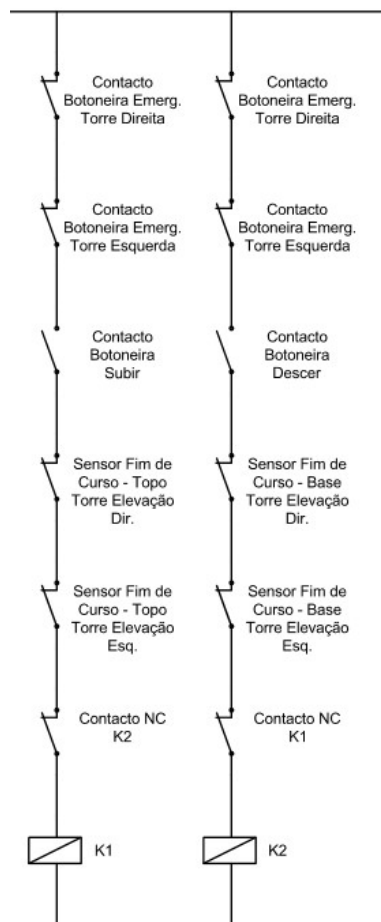 Contacto
Botoneira Emerg.
Torre Direita
Contacto
Botoneira Emerg.
Torre Direita
Contacto
Botoneira Emerg.
Torre Esquerda
Contacto
Botoneira Emerg.
Torre Esquerda
Contacto
Botoneira
Subir
Contacto
Botoneira
Descer
Sensor Fim de
Curso - Topo
Torre Elevação
Dir.
Sensor Fim de
Curso - Base
Torre Elevação
Dir.
Sensor Fim de
Curso - Topo
Torre Elevação
Esq.
Sensor Fim de
Curso - Base
Torre Elevação
Esq.
Contacto NC
K2
Contacto NC
K1
K1
K2